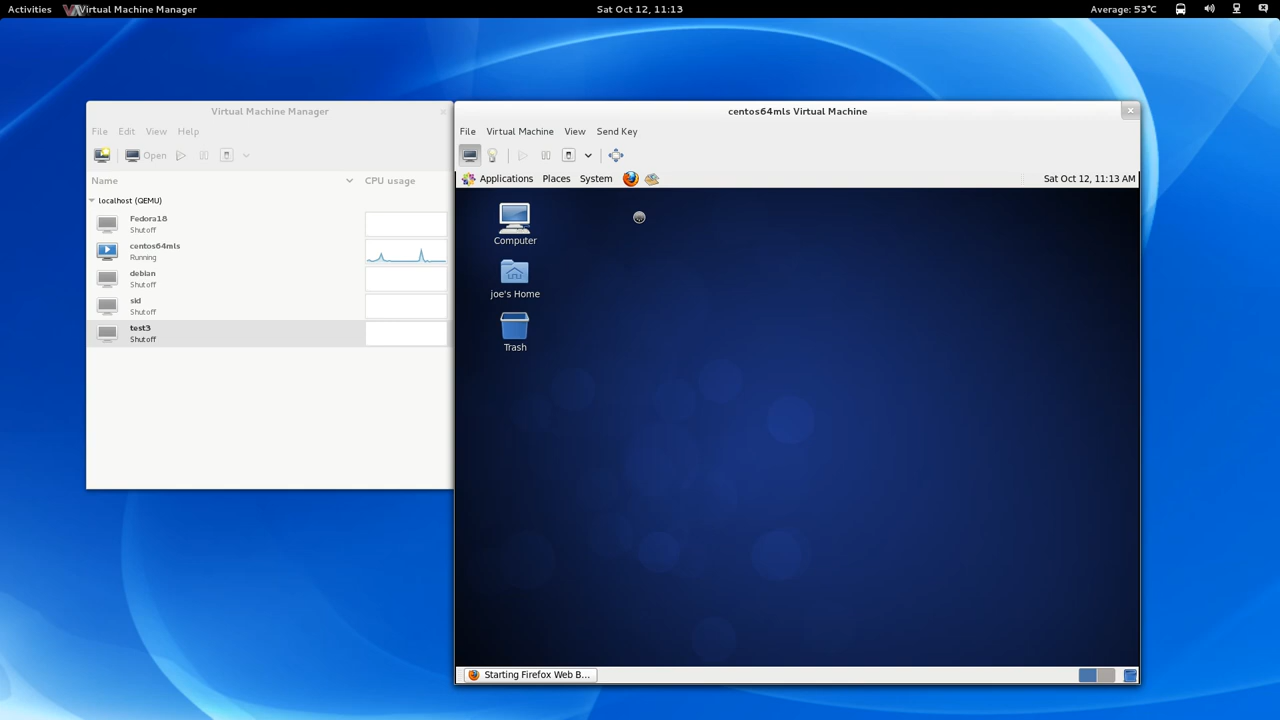 Activities Virtual Machine Manager Sat Oct 12, 11:13 Average: 53°C
Virtual Machine Manager
File Edit View Help
Open
Name CPU usage
localhost (QEMU)
Fedora18
Shutoff
centos64mls
Running
debian
Shutoff
sid
Shutoff
test3
Shutoff
centos64mls Virtual Machine
File Virtual Machine View Send Key
Applications Places System Sat Oct 12, 11:13 AM
Computer
joe's Home
Trash
Starting Firefox Web B...